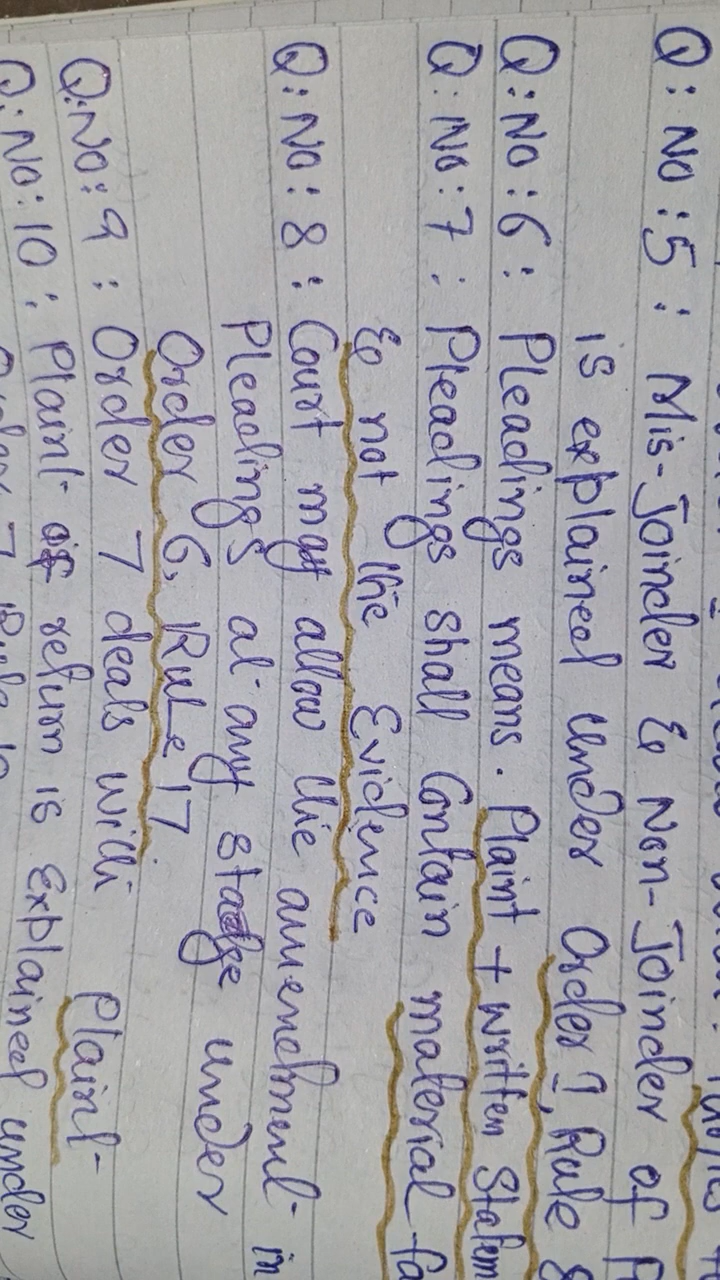 Q: No: 5: Mis-Joinder & Non-Joinder of
is explained under Order 1, Rule
Q: No: 6: Pleadings means. Plaint + written Statem
Q: No: 7: Pleadings shall Contain material fa
& not the Evidence
Q: No: 8: Court may allow the amendment in
Pleadings at any stage under
Order 6, Rule 17.
Q: No: 9: Order 7 deals with Plaint
Q: No: 10: Plaint of return is Explained under